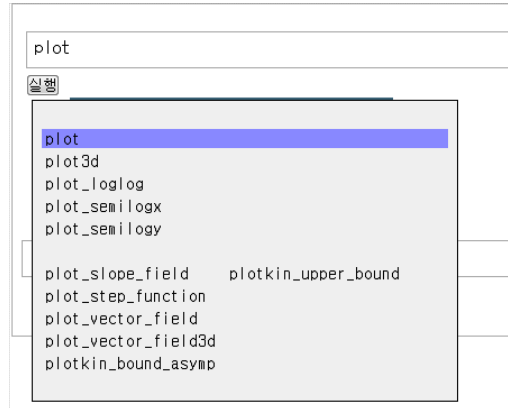 plot
실행
plot
plot3d
plot_loglog
plot_semilogx
plot_semilogy
plot_slope_field plotkin_upper_bound
plot_step_function
plot_vector_field
plot_vector_field3d
plotkin_bound_asymp